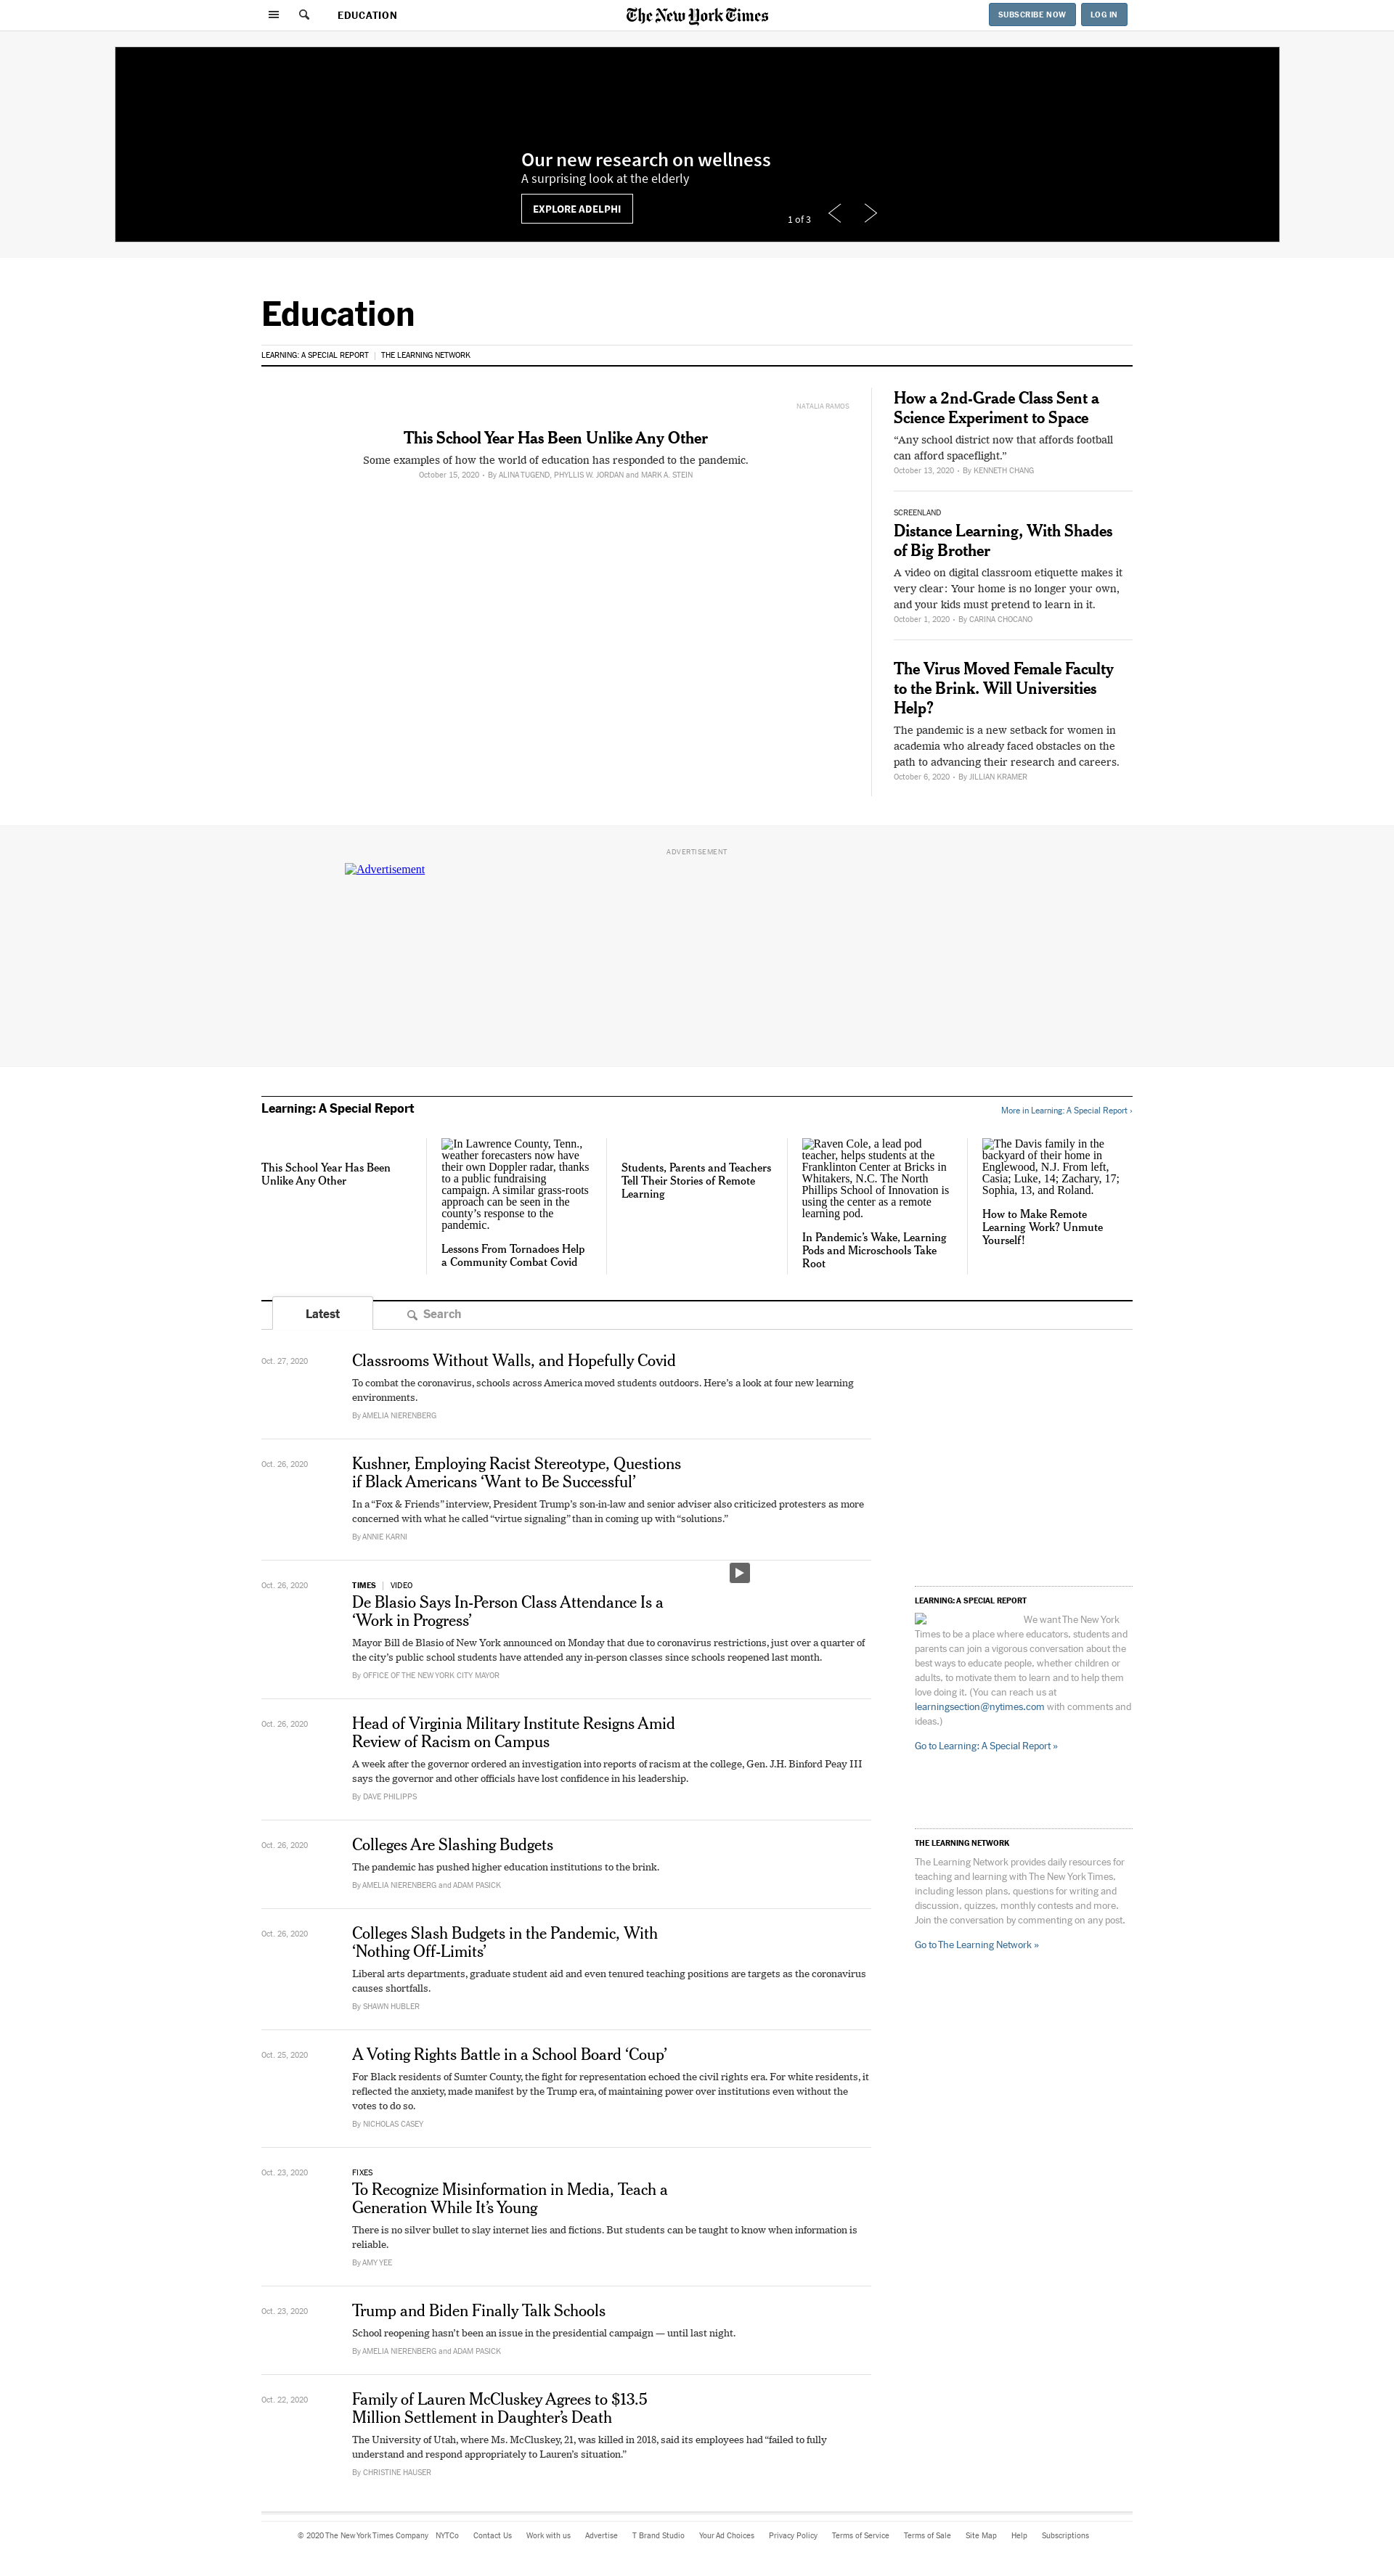 EDUCATION
The New York Times
SUBSCRIBE NOW
LOG IN
Our new research on wellness
A surprising look at the elderly
EXPLORE ADELPHI
1 of 3
Education
LEARNING: A SPECIAL REPORT | THE LEARNING NETWORK
NATALIA RAMOS
This School Year Has Been Unlike Any Other
Some examples of how the world of education has responded to the pandemic.
October 15, 2020 • By ALINA TUGEND, PHYLLIS W. JORDAN and MARK A. STEIN
How a 2nd-Grade Class Sent a
Science Experiment to Space
“Any school district now that affords football
can afford spaceflight.”
October 13, 2020 • By KENNETH CHANG
SCREENLAND
Distance Learning, With Shades
of Big Brother
A video on digital classroom etiquette makes it
very clear: Your home is no longer your own,
and your kids must pretend to learn in it.
October 1, 2020 • By CARINA CHOCANO
The Virus Moved Female Faculty
to the Brink. Will Universities
Help?
The pandemic is a new setback for women in
academia who already faced obstacles on the
path to advancing their research and careers.
October 6, 2020 • By JILLIAN KRAMER
ADVERTISEMENT
Advertisement
Learning: A Special Report
More in Learning: A Special Report ›
This School Year Has Been
Unlike Any Other
In Lawrence County, Tenn.,
weather forecasters now have
their own Doppler radar, thanks
to a public fundraising
campaign. A similar grass-roots
approach can be seen in the
county’s response to the
pandemic.
Lessons From Tornadoes Help
a Community Combat Covid
Students, Parents and Teachers
Tell Their Stories of Remote
Learning
Raven Cole, a lead pod
teacher, helps students at the
Franklinton Center at Bricks in
Whitakers, N.C. The North
Phillips School of Innovation is
using the center as a remote
learning pod.
In Pandemic’s Wake, Learning
Pods and Microschools Take
Root
The Davis family in the
backyard of their home in
Englewood, N.J. From left,
Casia; Luke, 14; Zachary, 17;
Sophia, 13, and Roland.
How to Make Remote
Learning Work? Unmute
Yourself!
Latest
Search
Oct. 27, 2020
Classrooms Without Walls, and Hopefully Covid
To combat the coronavirus, schools across America moved students outdoors. Here’s a look at four new learning
environments.
By AMELIA NIERENBERG
Oct. 26, 2020
Kushner, Employing Racist Stereotype, Questions
if Black Americans ‘Want to Be Successful’
In a “Fox & Friends” interview, President Trump’s son-in-law and senior adviser also criticized protesters as more
concerned with what he called “virtue signaling” than in coming up with “solutions.”
By ANNIE KARNI
Oct. 26, 2020
TIMES | VIDEO
De Blasio Says In-Person Class Attendance Is a
‘Work in Progress’
Mayor Bill de Blasio of New York announced on Monday that due to coronavirus restrictions, just over a quarter of
the city’s public school students have attended any in-person classes since schools reopened last month.
By OFFICE OF THE NEW YORK CITY MAYOR
Oct. 26, 2020
Head of Virginia Military Institute Resigns Amid
Review of Racism on Campus
A week after the governor ordered an investigation into reports of racism at the college, Gen. J.H. Binford Peay III
says the governor and other officials have lost confidence in his leadership.
By DAVE PHILIPPS
Oct. 26, 2020
Colleges Are Slashing Budgets
The pandemic has pushed higher education institutions to the brink.
By AMELIA NIERENBERG and ADAM PASICK
Oct. 26, 2020
Colleges Slash Budgets in the Pandemic, With
‘Nothing Off-Limits’
Liberal arts departments, graduate student aid and even tenured teaching positions are targets as the coronavirus
causes shortfalls.
By SHAWN HUBLER
Oct. 25, 2020
A Voting Rights Battle in a School Board ‘Coup’
For Black residents of Sumter County, the fight for representation echoed the civil rights era. For white residents, it
reflected the anxiety, made manifest by the Trump era, of maintaining power over institutions even without the
votes to do so.
By NICHOLAS CASEY
Oct. 23, 2020
FIXES
To Recognize Misinformation in Media, Teach a
Generation While It’s Young
There is no silver bullet to slay internet lies and fictions. But students can be taught to know when information is
reliable.
By AMY YEE
Oct. 23, 2020
Trump and Biden Finally Talk Schools
School reopening hasn’t been an issue in the presidential campaign — until last night.
By AMELIA NIERENBERG and ADAM PASICK
Oct. 22, 2020
Family of Lauren McCluskey Agrees to $13.5
Million Settlement in Daughter’s Death
The University of Utah, where Ms. McCluskey, 21, was killed in 2018, said its employees had “failed to fully
understand and respond appropriately to Lauren’s situation.”
By CHRISTINE HAUSER
LEARNING: A SPECIAL REPORT
We want The New York
Times to be a place where educators, students and
parents can join a vigorous conversation about the
best ways to educate people, whether children or
adults, to motivate them to learn and to help them
love doing it. (You can reach us at
learningsection@nytimes.com with comments and
ideas.)
Go to Learning: A Special Report »
THE LEARNING NETWORK
The Learning Network provides daily resources for
teaching and learning with The New York Times,
including lesson plans, questions for writing and
discussion, quizzes, monthly contests and more.
Join the conversation by commenting on any post.
Go to The Learning Network »
© 2020 The New York Times Company NYTCo Contact Us Work with us Advertise T Brand Studio Your Ad Choices Privacy Policy Terms of Service Terms of Sale Site Map Help Subscriptions